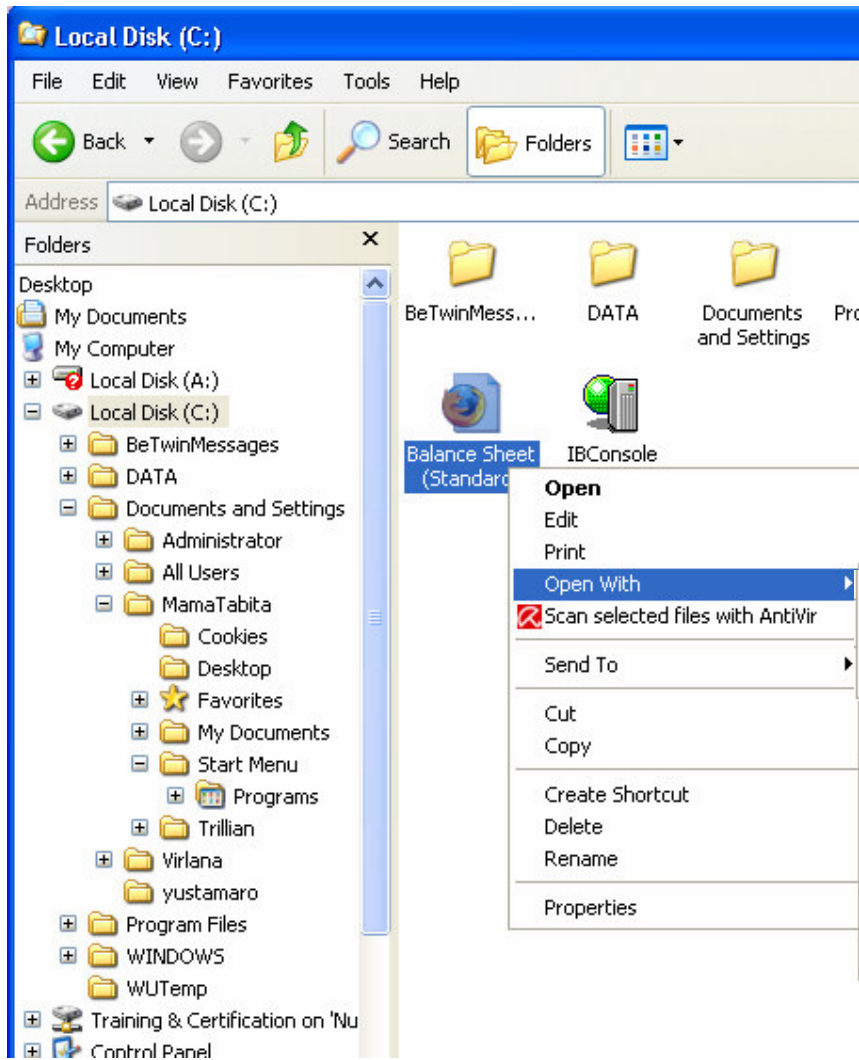 Local Disk (C:)
File Edit View Favorites Tools Help
Back Search Folders
Address Local Disk (C:)
Folders
Desktop
My Documents
My Computer
Local Disk (A:)
Local Disk (C:)
BeTwinMessages
DATA
Documents and Settings
Administrator
All Users
MamaTabita
Cookies
Desktop
Favorites
My Documents
Start Menu
Programs
Trillian
Virlana
yustamaro
Program Files
WINDOWS
WUTemp
Training & Certification on 'Nu
Control Panel
BeTwinMess... DATA Documents
and Settings
Balance Sheet IBConsole
(Standard
Open
Edit
Print
Open With
Scan selected files with AntiVir
Send To
Cut
Copy
Create Shortcut
Delete
Rename
Properties